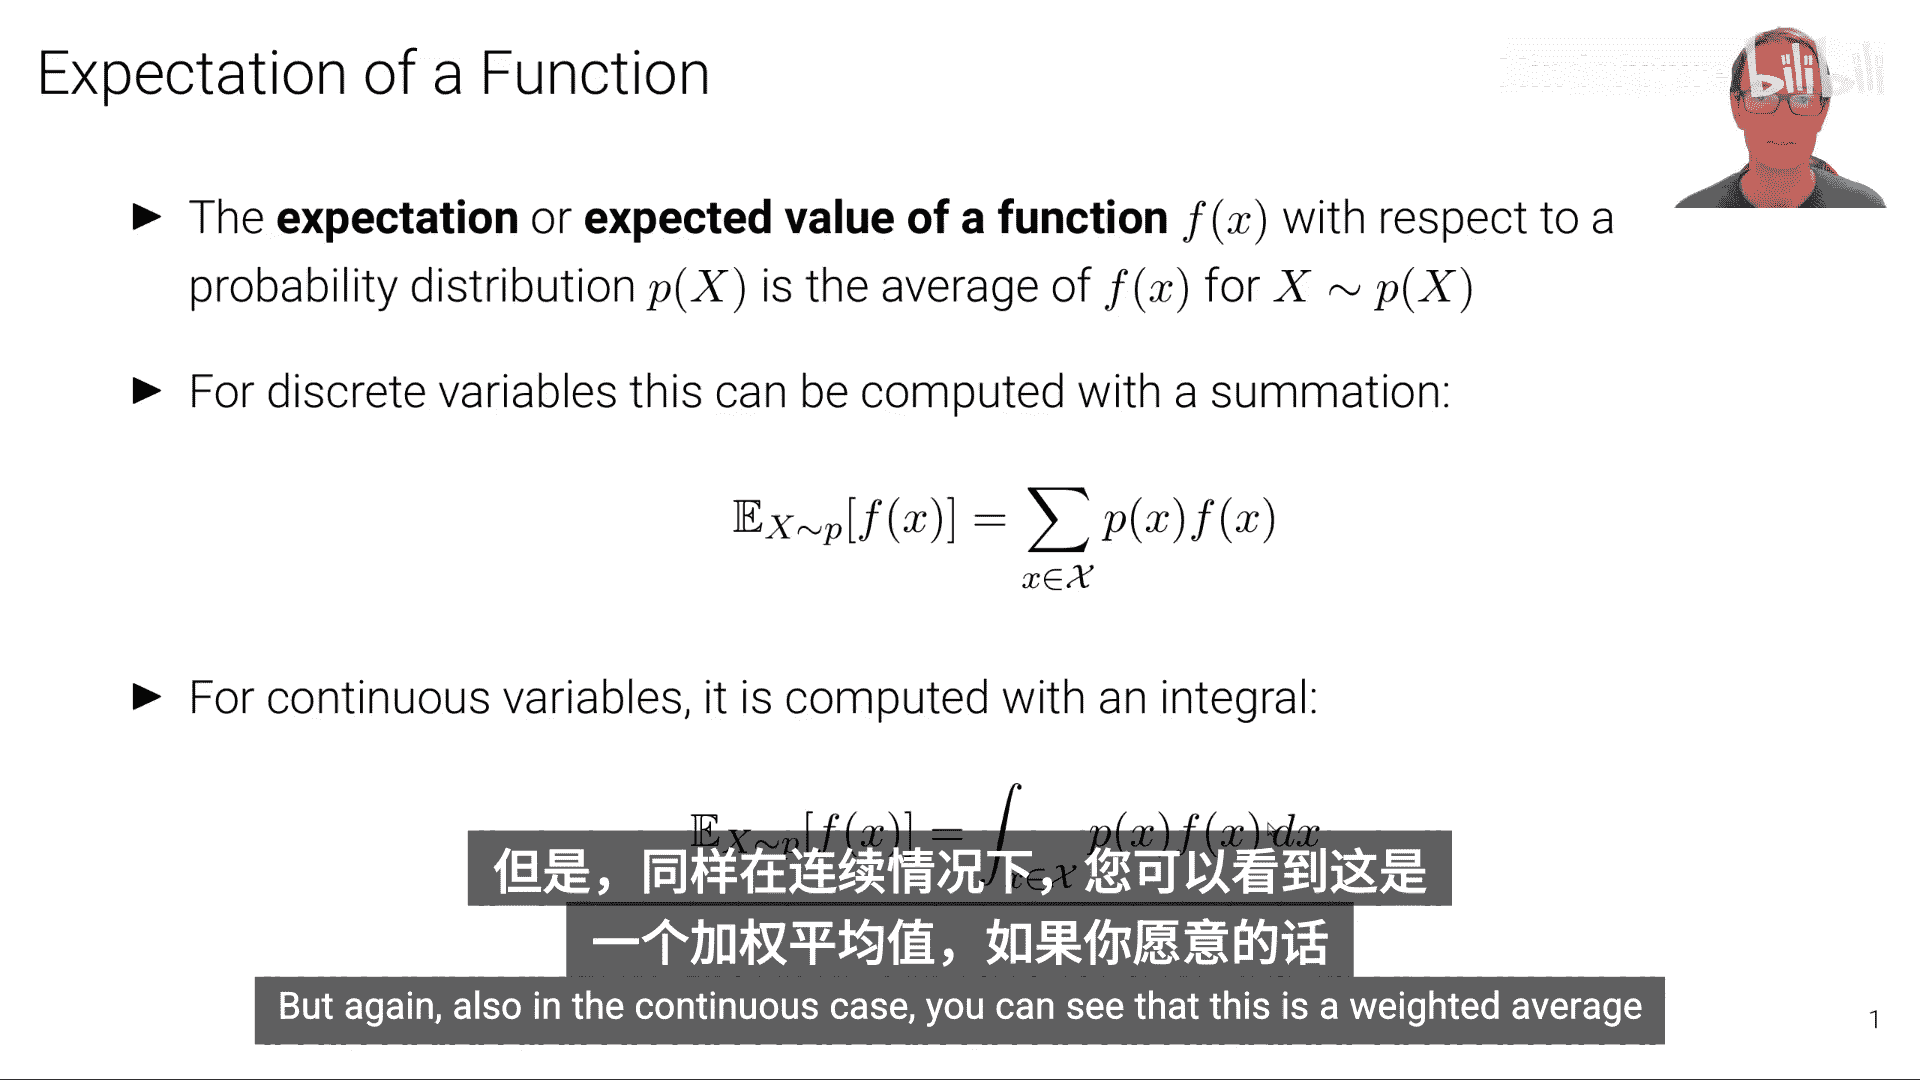 Expectation of a Function
bilibili
► The expectation or expected value of a function f(x) with respect to a
probability distribution p(X) is the average of f(x) for X ∼ p(X)
► For discrete variables this can be computed with a summation:
𝔼_{X∼p}[f(x)] = ∑_{x∈𝒳} p(x)f(x)
► For continuous variables, it is computed with an integral:
𝔼_{X∼p}[f(x)] = ∫_{x∈𝒳} p(x)f(x)dx
但是，同样在连续情况下，您可以看到这是
一个加权平均值，如果你愿意的话
But again, also in the continuous case, you can see that this is a weighted average
1